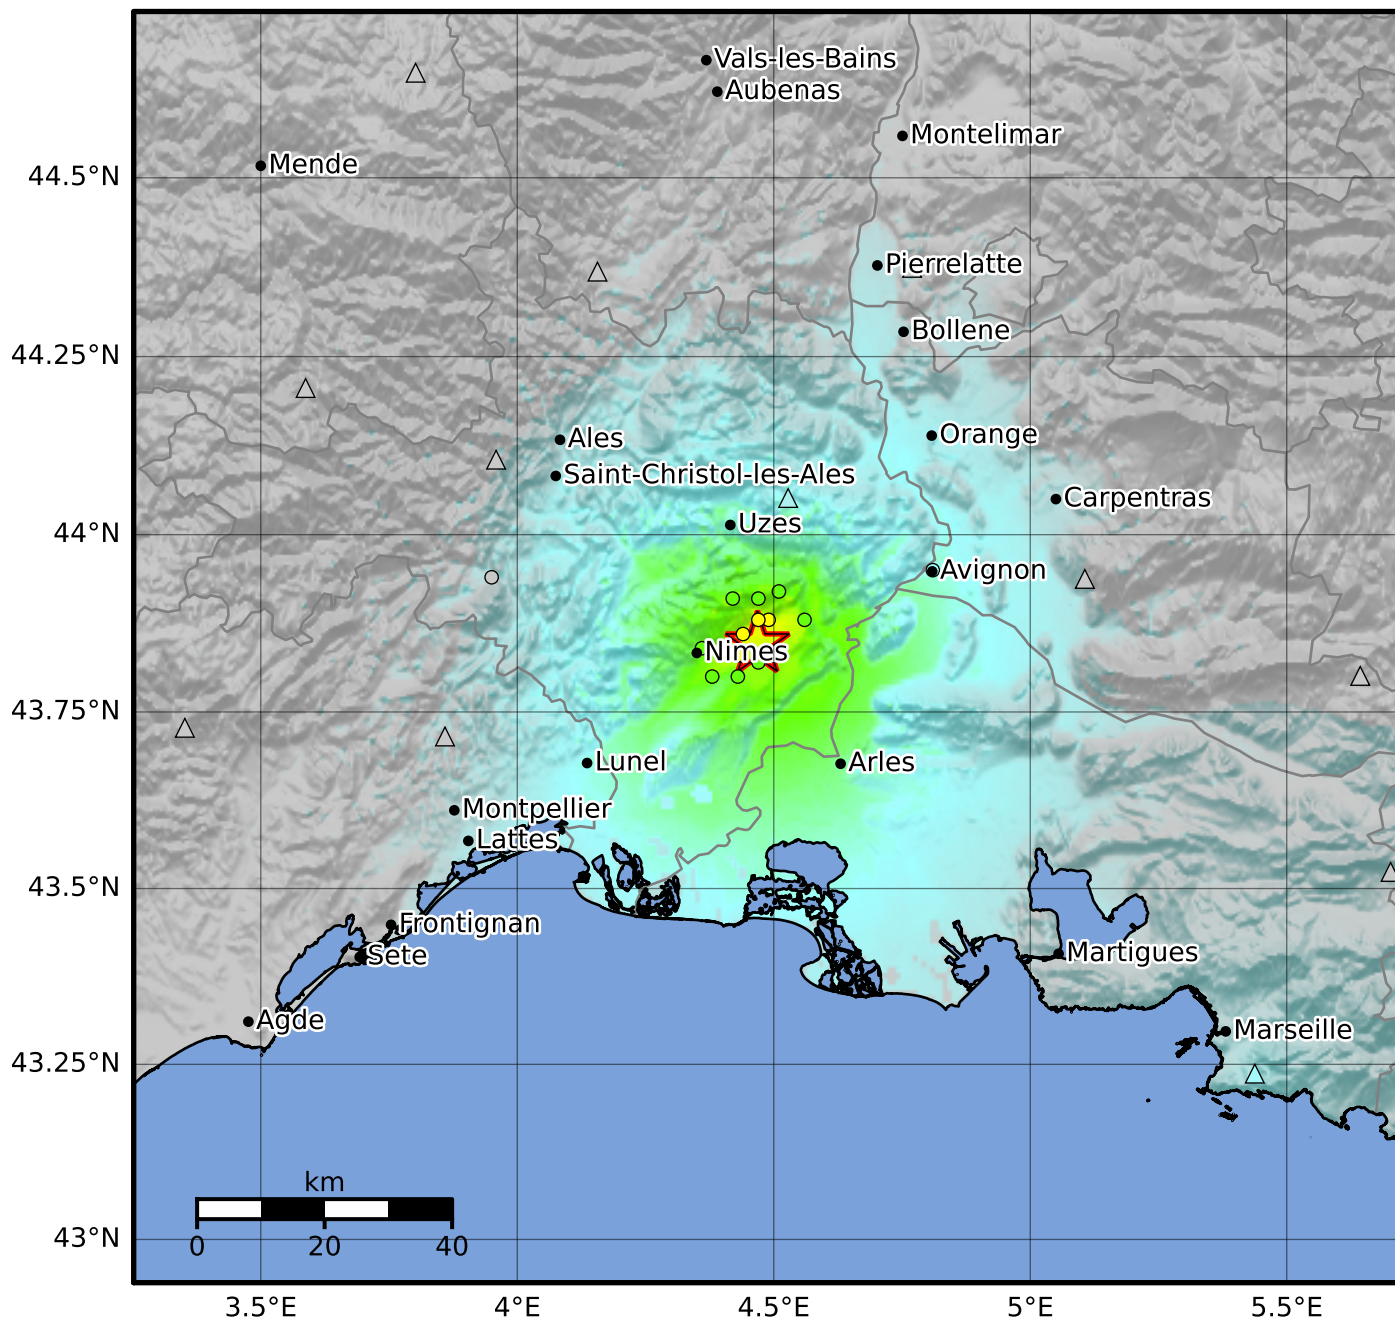 Vals-les-Bains
Aubenas
Montelimar
Mende
44.5°N
Pierrelatte
Bollene
44.25°N
Orange
Ales
Saint-Christol-les-Ales
Carpentras
Uzes
44°N
Avignon
Nimes
43.75°N
Lunel
Arles
Montpellier
Lattes
43.5°N
Frontignan
Sete
Martigues
Agde
Marseille
43.25°N
km
43°N
0 20 40
3.5°E 4°E 4.5°E 5°E 5.5°E